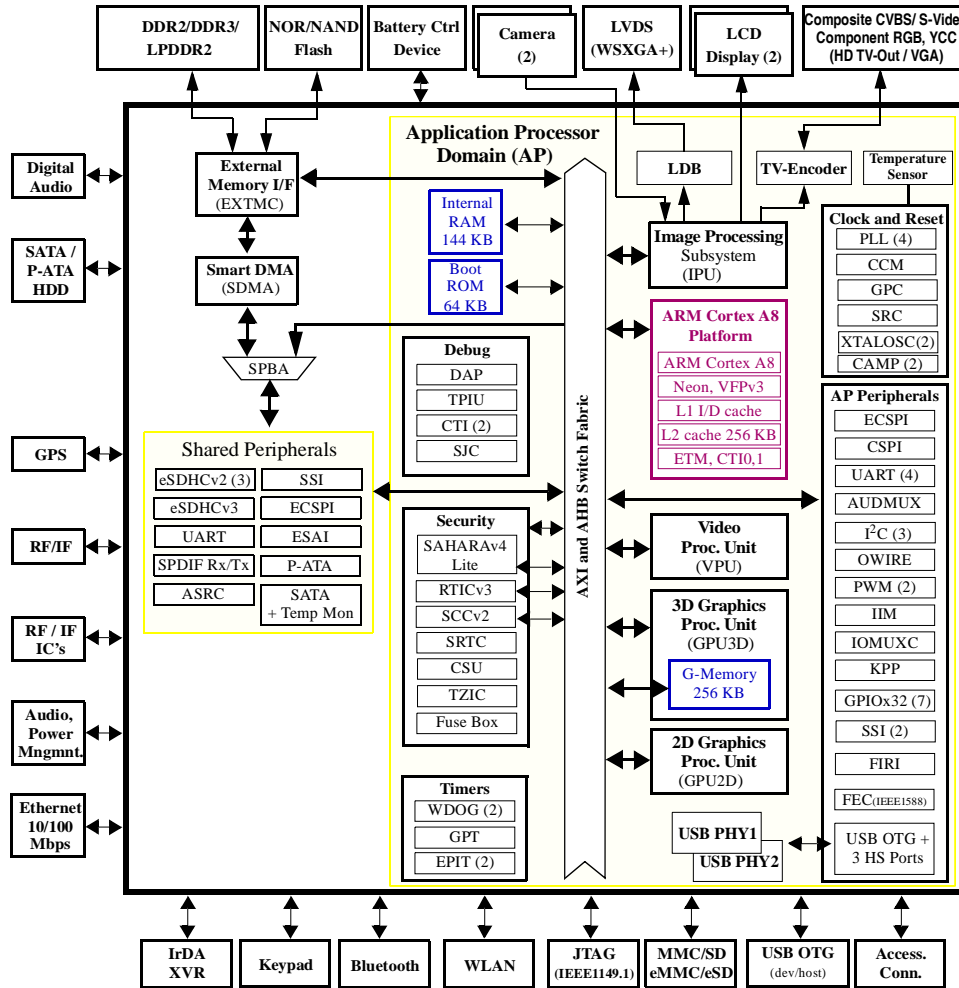 DDR2/DDR3/
LPDDR2
NOR/NAND
Flash
Battery Ctrl
Device
Camera
(2)
LVDS
(WSXGA+)
LCD
Display (2)
Composite CVBS/ S-Vide
Component RGB, YCC
(HD TV-Out / VGA)
Digital
Audio
SATA /
P-ATA
HDD
GPS
RF/IF
RF / IF
IC's
Audio,
Power
Mngmnt.
Ethernet
10/100
Mbps
Application Processor
Domain (AP)
External
Memory I/F
(EXTMC)
Smart DMA
(SDMA)
SPBA
Internal
RAM
144 KB
Boot
ROM
64 KB
Shared Peripherals
eSDHCv2 (3)
eSDHCv3
UART
SPDIF Rx/Tx
ASRC
SSI
ECSPI
ESAI
P-ATA
SATA
+ Temp Mon
Debug
DAP
TPIU
CTI (2)
SJC
Security
SAHARAv4
Lite
RTICv3
SCCv2
SRTC
CSU
TZIC
Fuse Box
Timers
WDOG (2)
GPT
EPIT (2)
AXI and AHB Switch Fabric
LDB
TV-Encoder
Image Processing
Subsystem
(IPU)
ARM Cortex A8
Platform
ARM Cortex A8
Neon, VFPv3
L1 I/D cache
L2 cache 256 KB
ETM, CTI0,1
Video
Proc. Unit
(VPU)
3D Graphics
Proc. Unit
(GPU3D)
G-Memory
256 KB
2D Graphics
Proc. Unit
(GPU2D)
USB PHY1
USB PHY2
Temperature
Sensor
Clock and Reset
PLL (4)
CCM
GPC
SRC
XTALOSC(2)
CAMP (2)
AP Peripherals
ECSPI
CSPI
UART (4)
AUDMUX
I²C (3)
OWIRE
PWM (2)
IIM
IOMUXC
KPP
GPIOx32 (7)
SSI (2)
FIRI
FEC(IEEE1588)
USB OTG +
3 HS Ports
IrDA
XVR
Keypad
Bluetooth
WLAN
JTAG
(IEEE1149.1)
MMC/SD
eMMC/eSD
USB OTG
(dev/host)
Access.
Conn.